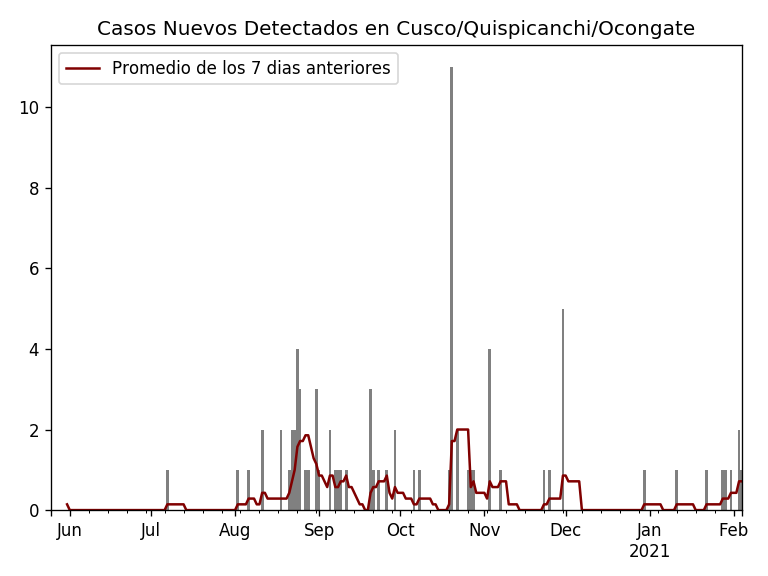 Casos Nuevos Detectados en Cusco/Quispicanchi/Ocongate
Promedio de los 7 dias anteriores
10
8
6
4
2
0
Jun Jul Aug Sep Oct Nov Dec Jan Feb
2021